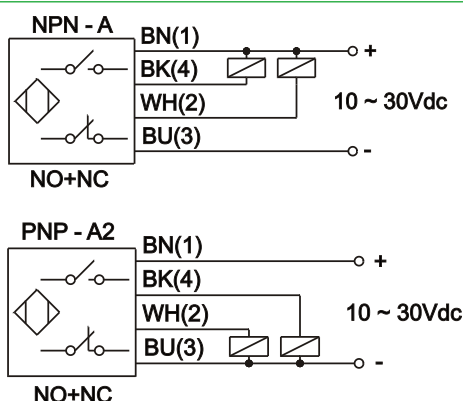 NPN - A
BN(1)
+
BK(4)
WH(2)
10 ~ 30Vdc
BU(3)
-
NO+NC
PNP - A2
BN(1)
+
BK(4)
WH(2)
10 ~ 30Vdc
BU(3)
-
NO+NC